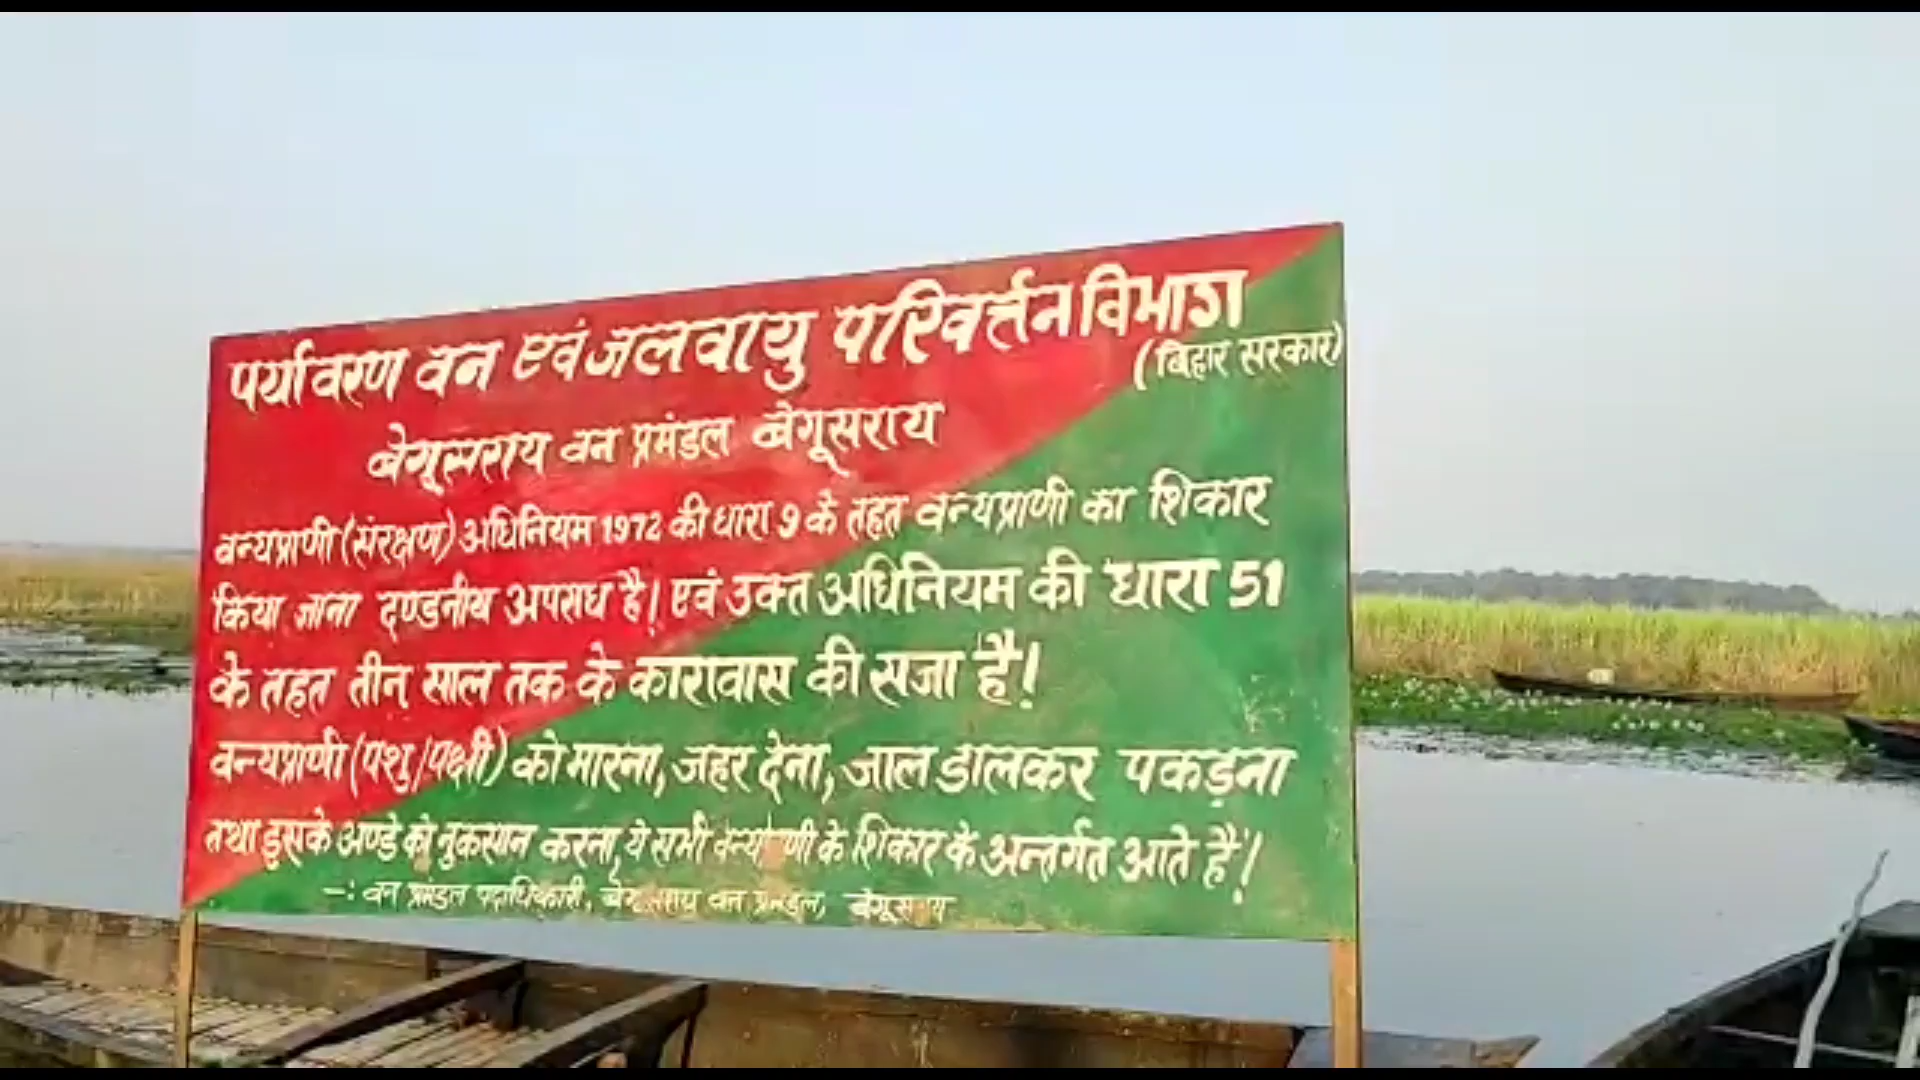 पर्यावरण वन एवं जलवायु परिवर्तन विभाग
(बिहार सरकार)
बेगूसराय वन प्रमंडल बेगूसराय
वन्यप्राणी (संरक्षण) अधिनियम 1972 की धारा 9 के तहत वन्यप्राणी का शिकार
किया जाना दण्डनीय अपराध है! एवं उक्त अधिनियम की धारा 51
के तहत तीन साल तक के कारावास की सजा है!
वन्यप्राणी (पशु/पक्षी) को मारना, जहर देना, जाल डालकर पकड़ना
तथा इसके अण्डे को नुकसान करना, ये सभी वन्यप्राणी के शिकार के अन्तर्गत आते हैं!
-: वन प्रमंडल पदाधिकारी, बेगूसराय वन प्रमंडल, बेगूसराय